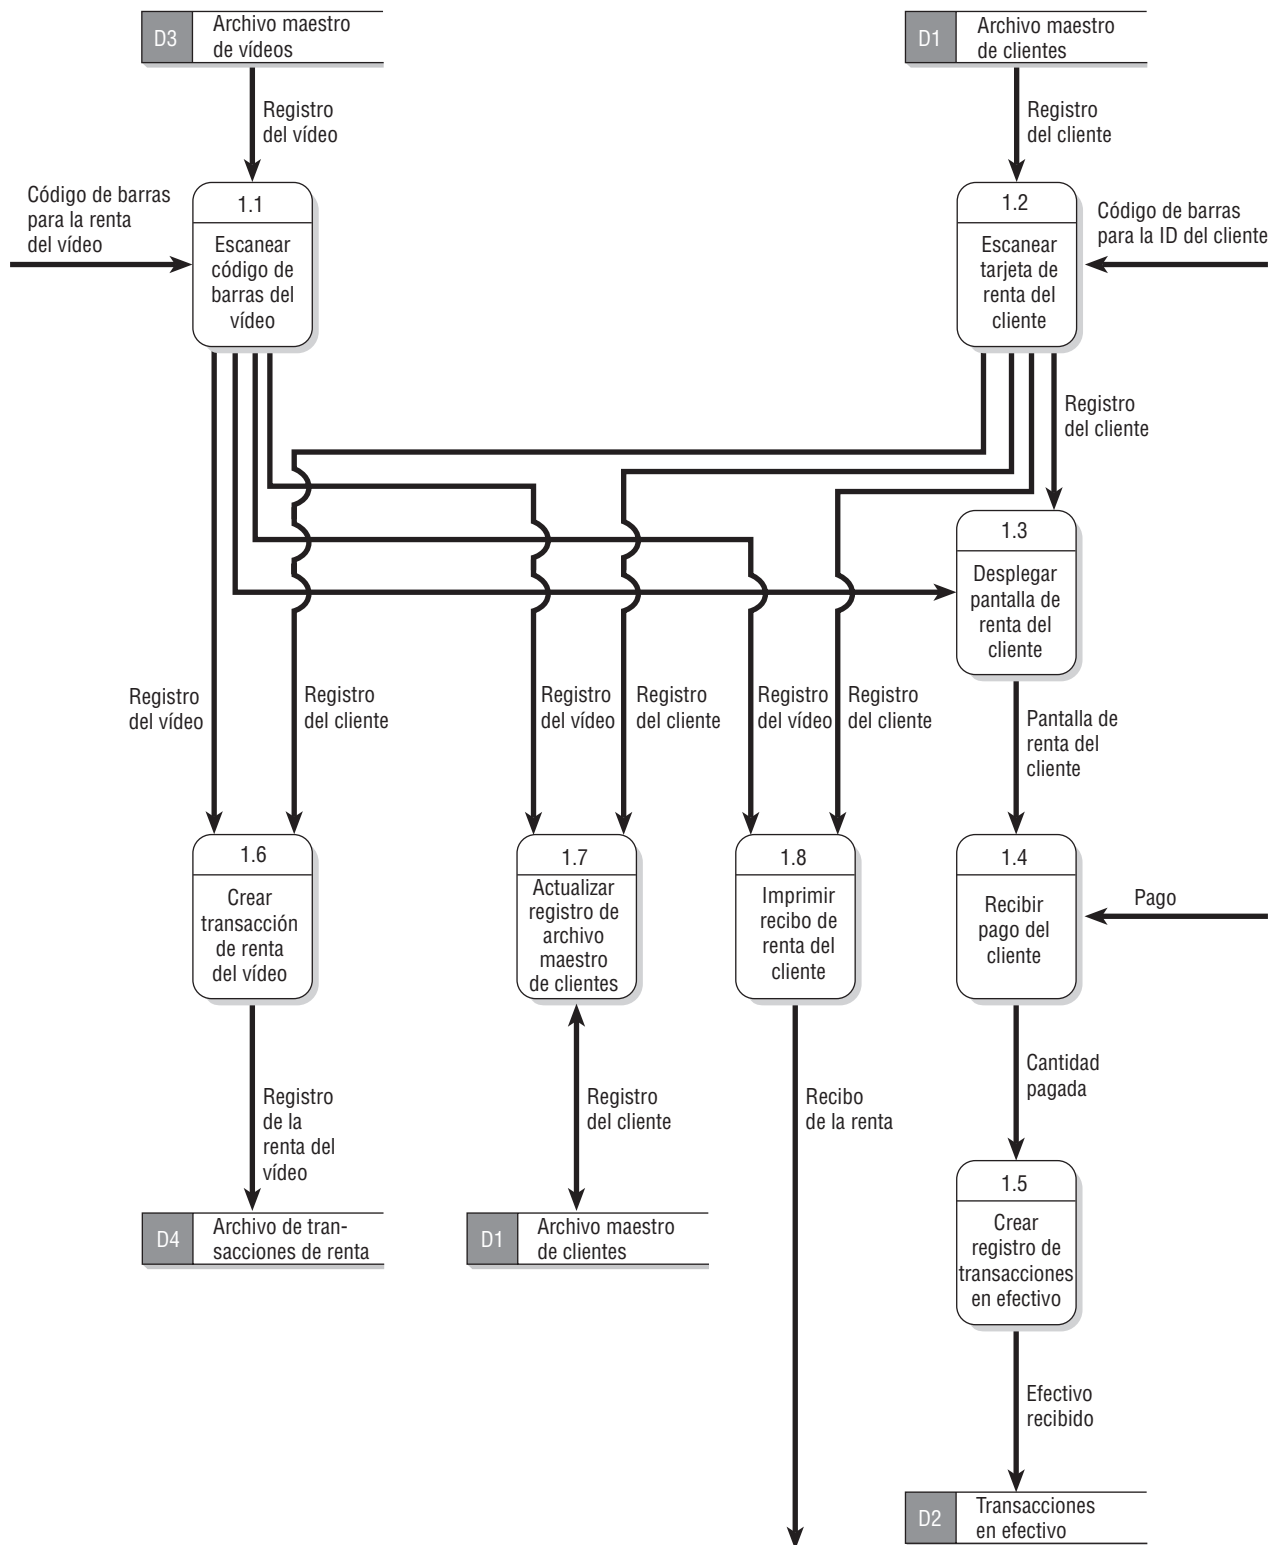 D3
Archivo maestro
de vídeos
D1
Archivo maestro
de clientes
Registro
del vídeo
Registro
del cliente
Código de barras
para la renta
del vídeo
1.1
Escanear
código de
barras del
vídeo
1.2
Escanear
tarjeta de
renta del
cliente
Código de barras
para la ID del cliente
Registro
del cliente
1.3
Desplegar
pantalla de
renta del
cliente
Registro
del vídeo
Registro
del cliente
Registro
del vídeo
Registro
del cliente
Registro
del vídeo
Registro
del cliente
Pantalla de
renta del
cliente
1.6
Crear
transacción
de renta
del vídeo
1.7
Actualizar
registro de
archivo
maestro
de clientes
1.8
Imprimir
recibo de
renta del
cliente
1.4
Recibir
pago del
cliente
Pago
Registro
de la
renta del
vídeo
Registro
del cliente
Recibo
de la renta
Cantidad
pagada
1.5
Crear
registro de
transacciones
en efectivo
D4
Archivo de tran-
sacciones de renta
D1
Archivo maestro
de clientes
Efectivo
recibido
D2
Transacciones
en efectivo